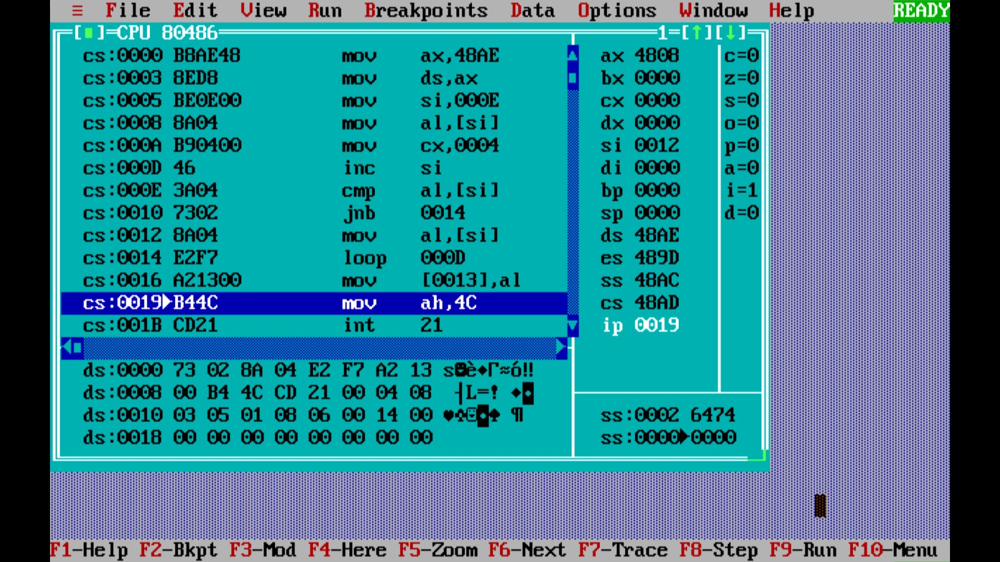 ≡ File Edit View Run Breakpoints Data Options Window Help READY
[■]=CPU 80486 1=[↑][↓]
cs:0000 B8AE48 mov ax,48AE
cs:0003 8ED8 mov ds,ax
cs:0005 BE0E00 mov si,000E
cs:0008 8A04 mov al,[si]
cs:000A B90400 mov cx,0004
cs:000D 46 inc si
cs:000E 3A04 cmp al,[si]
cs:0010 7302 jnb 0014
cs:0012 8A04 mov al,[si]
cs:0014 E2F7 loop 000D
cs:0016 A21300 mov [0013],al
cs:0019►B44C mov ah,4C
cs:001B CD21 int 21
ax 4808 c=0
bx 0000 z=0
cx 0000 s=0
dx 0000 o=0
si 0012 p=0
di 0000 a=0
bp 0000 i=1
sp 0000 d=0
ds 48AE
es 489D
ss 48AC
cs 48AD
ip 0019
ds:0000 73 02 8A 04 E2 F7 A2 13 s☻è♦Γ≈ó‼
ds:0008 00 B4 4C CD 21 00 04 08 ┤L=! ♦◘
ds:0010 03 05 01 08 06 00 14 00 ♥♣☺◘♠ ¶
ds:0018 00 00 00 00 00 00 00 00
ss:0002 6474
ss:0000►0000
F1-Help F2-Bkpt F3-Mod F4-Here F5-Zoom F6-Next F7-Trace F8-Step F9-Run F10-Menu